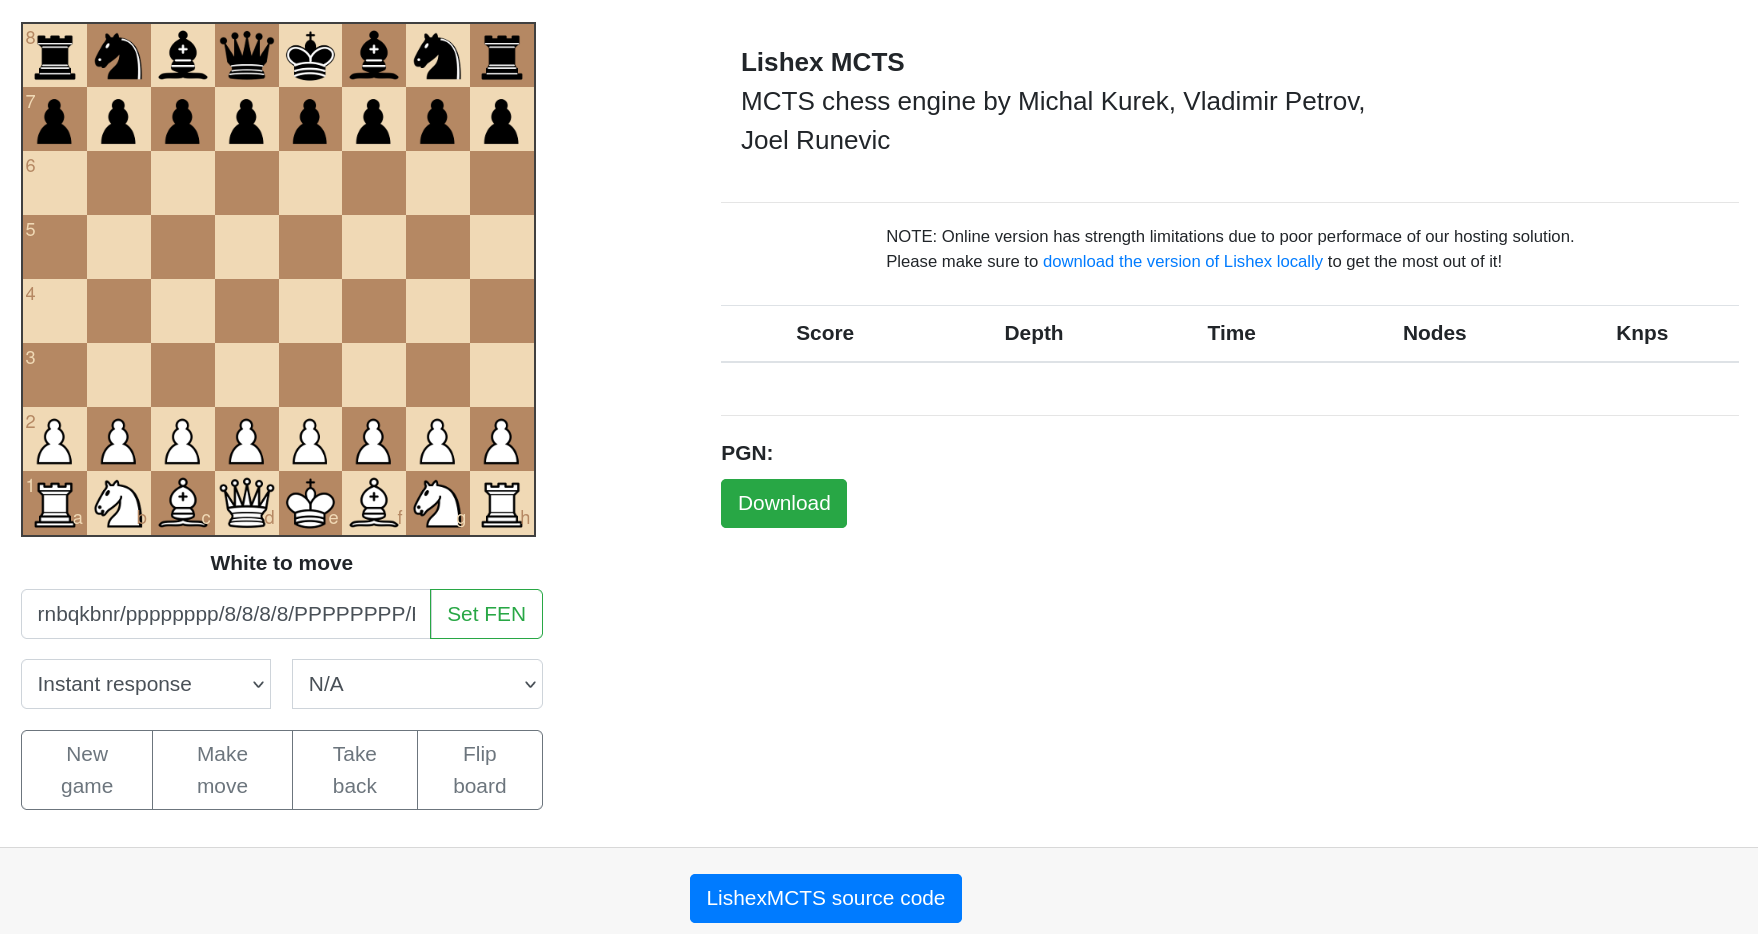 8
7
6
5
4
3
2
1
a b c d e f g h
White to move
rnbqkbnr/pppppppp/8/8/8/8/PPPPPPPP/I
Set FEN
Instant response
N/A
New game
Make move
Take back
Flip board
Lishex MCTS
MCTS chess engine by Michal Kurek, Vladimir Petrov,
Joel Runevic
NOTE: Online version has strength limitations due to poor performace of our hosting solution.
Please make sure to download the version of Lishex locally to get the most out of it!
Score Depth Time Nodes Knps
PGN:
Download
LishexMCTS source code